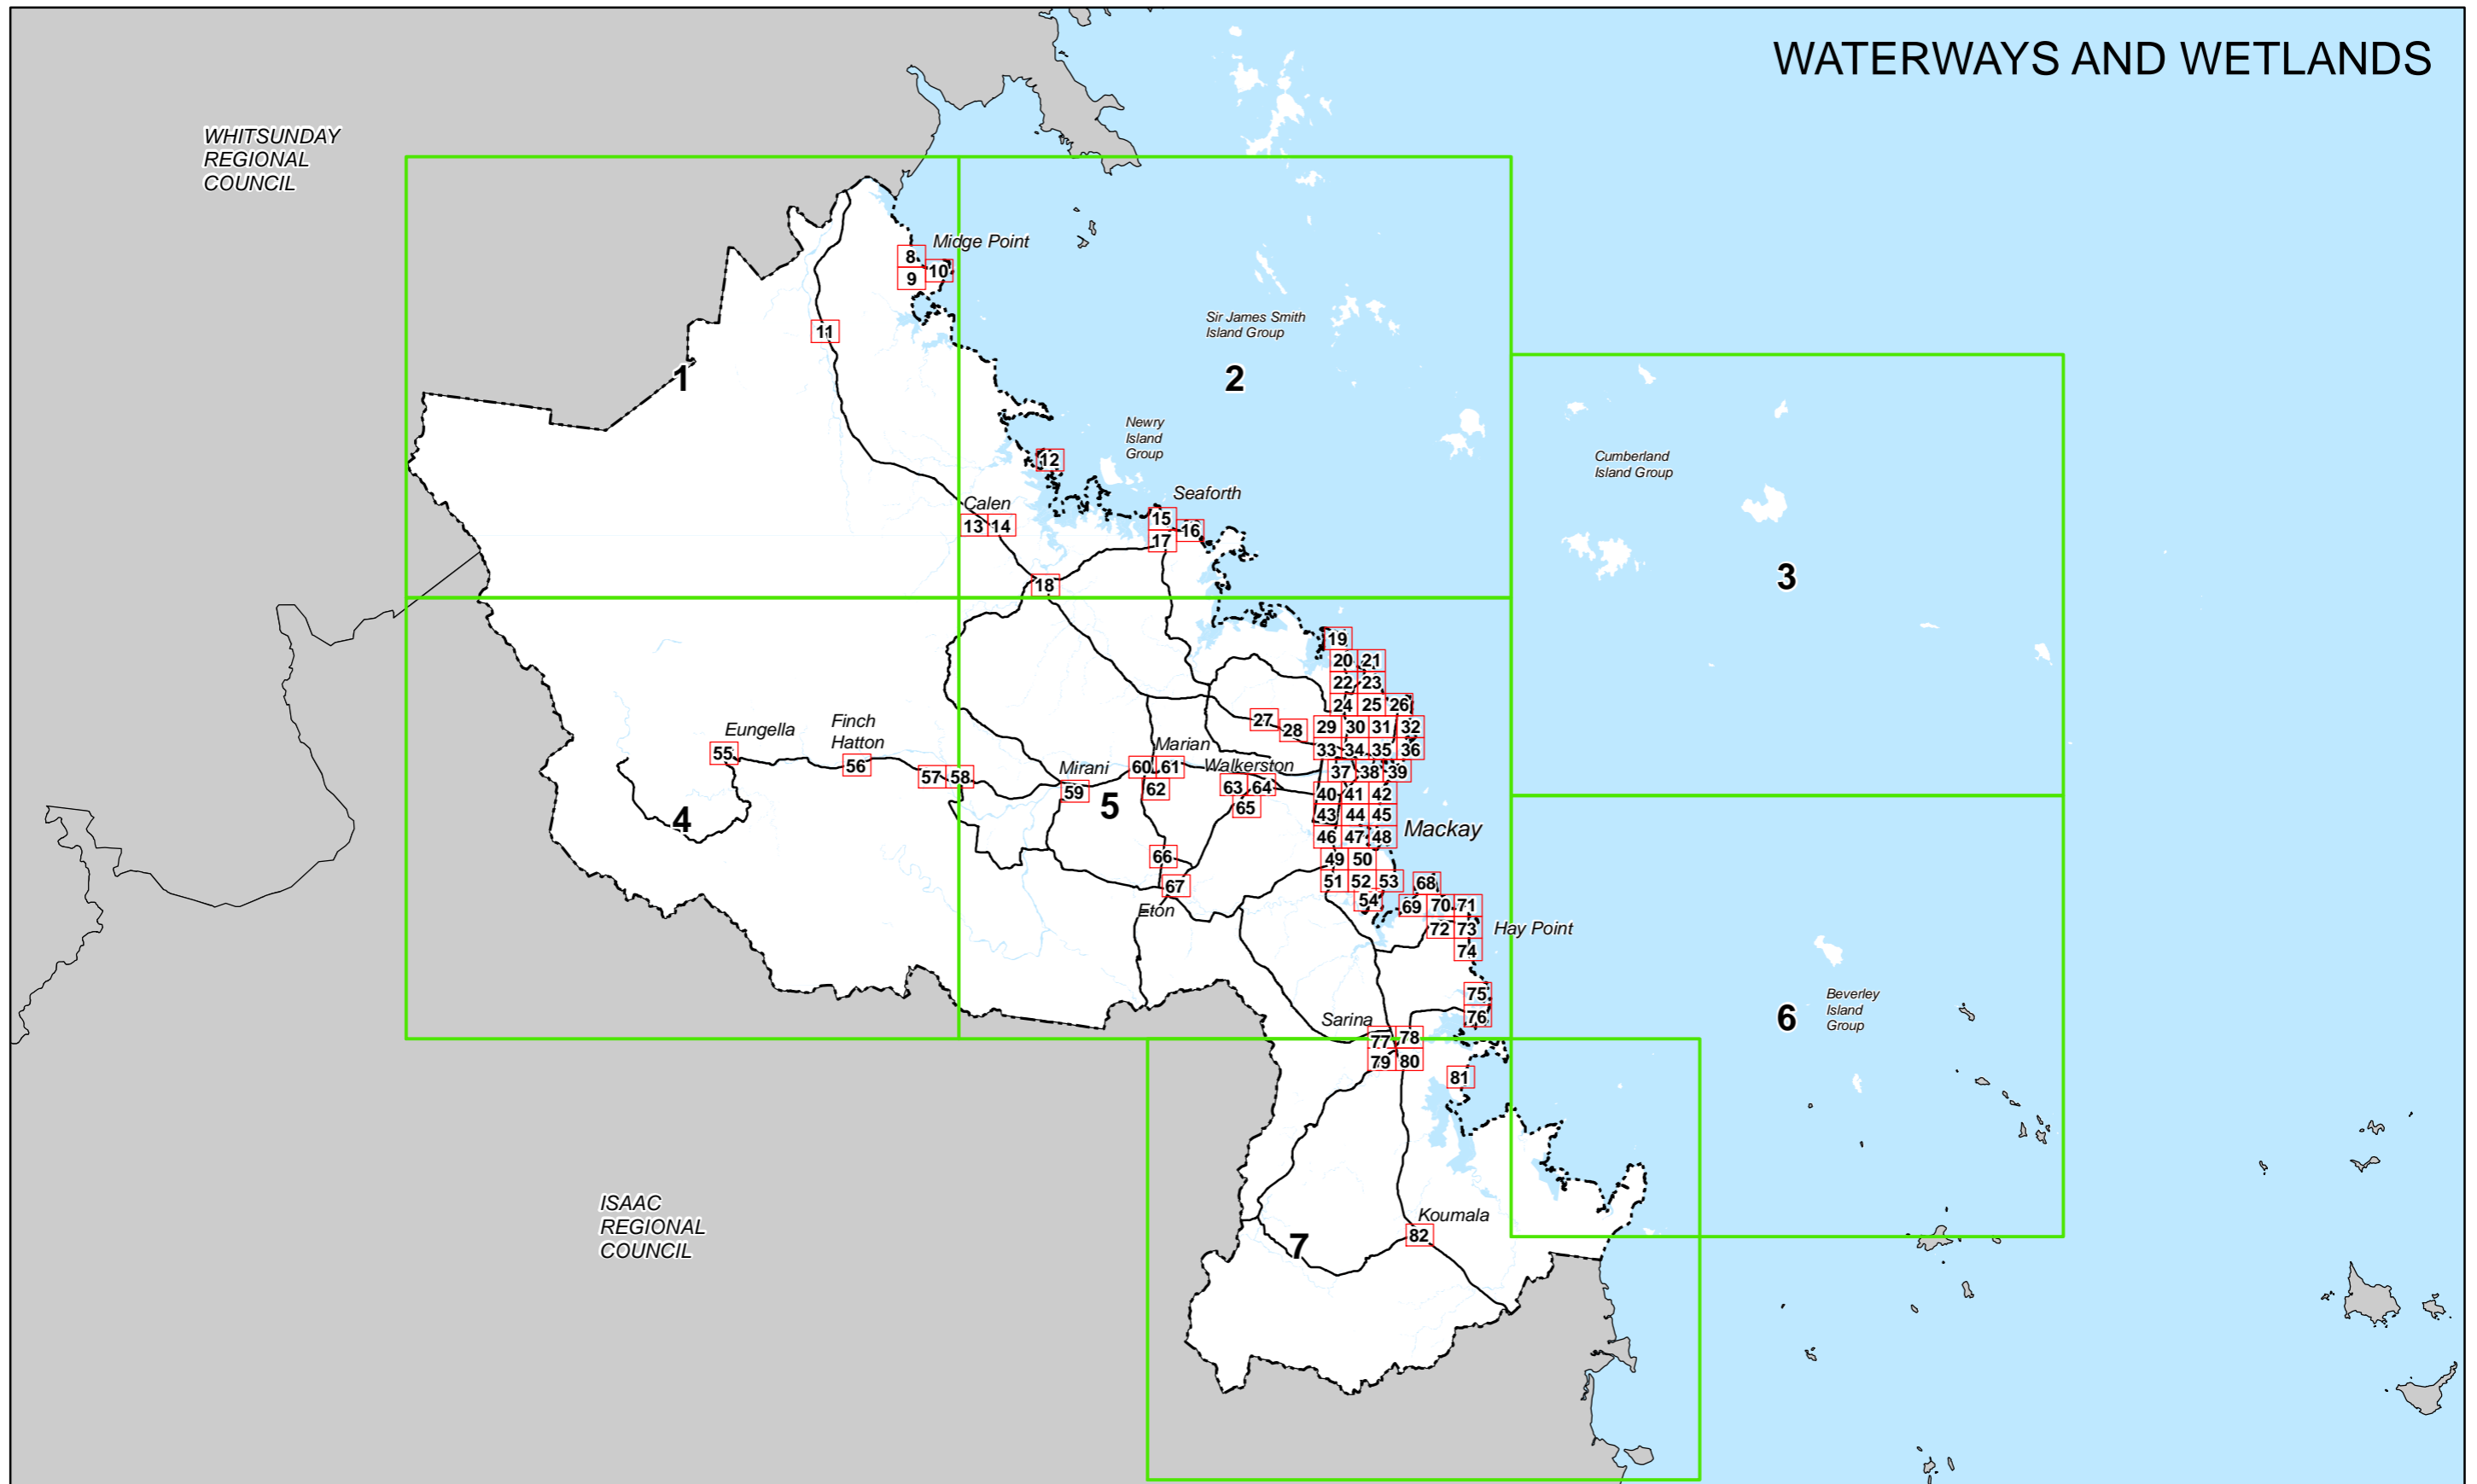 WATERWAYS AND WETLANDS
WHITSUNDAY
REGIONAL
COUNCIL
Midge Point
8
10
9
Sir James Smith
Island Group
11
1
2
Newry
Island
Group
Cumberland
Island Group
12
Seaforth
Calen
13 14
15
16
17
3
18
19
20 21
22 23
24 25 26
27
28
29 30 31 32
33 34 35 36
Eungella
Finch
Hatton
55
56
57 58
Mirani
59
Marian
60 61
62
Walkerston
63 64
65
37 38 39
40 41 42
43 44 45
46 47 48
Mackay
4
5
49 50
51 52 53
54
66
67
Eton
68
69 70 71
72 73
74
Hay Point
75
76
Beverley
Island
Group
6
Sarina
77 78
79 80
81
ISAAC
REGIONAL
COUNCIL
Koumala
82
7